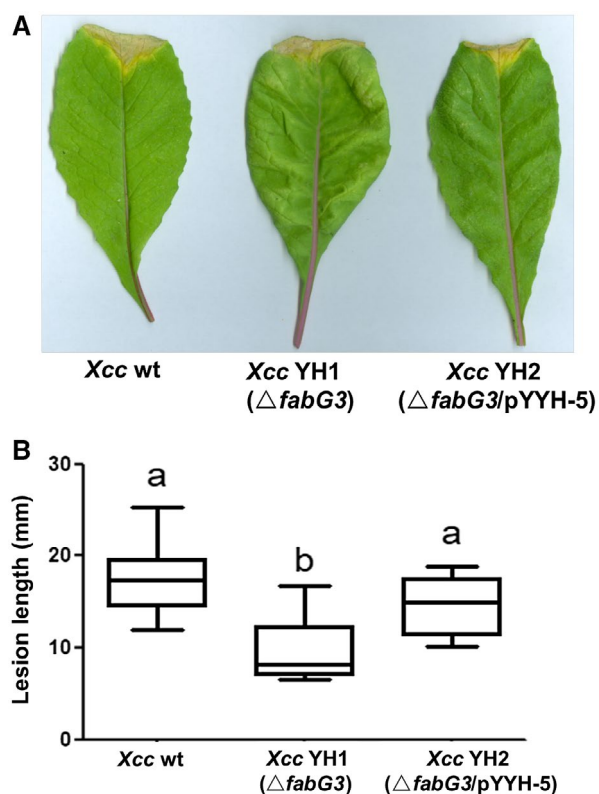 A
Xcc wt
Xcc YH1
(△fabG3)
Xcc YH2
(△fabG3/pYYH-5)
B
Lesion length (mm)
30
20
10
0
a
b
a
Xcc wt
Xcc YH1
(△fabG3)
Xcc YH2
(△fabG3/pYYH-5)